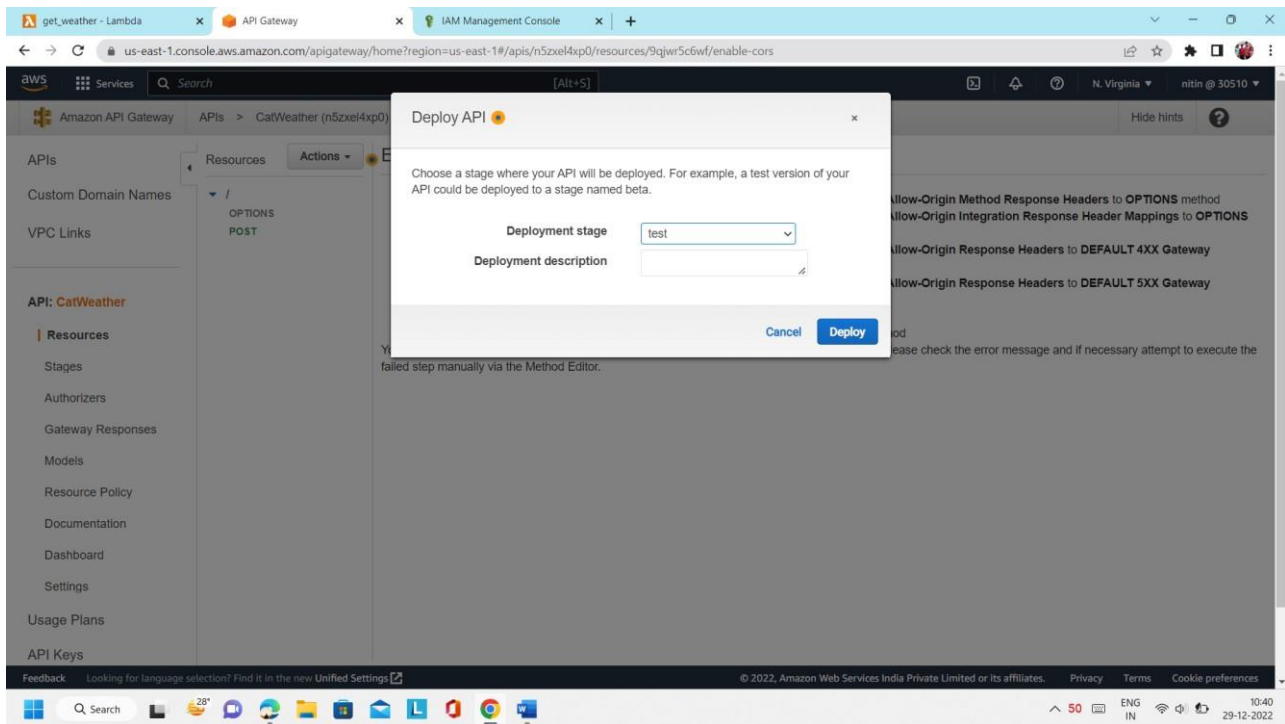 get_weather - Lambda
API Gateway
IAM Management Console
us-east-1.console.aws.amazon.com/apigateway/home?region=us-east-1#/apis/n5zxel4xp0/resources/9qjwr5c6wf/enable-cors
aws
Services
Search
[Alt+S]
N. Virginia
nitin @ 30510
Amazon API Gateway
APIs > CatWeather (n5zxel4xp0)
Hide hints
Deploy API
APIs
Custom Domain Names
VPC Links
API: CatWeather
Resources
Stages
Authorizers
Gateway Responses
Models
Resource Policy
Documentation
Dashboard
Settings
Usage Plans
API Keys
Resources
Actions
/
OPTIONS
POST
Choose a stage where your API will be deployed. For example, a test version of your
API could be deployed to a stage named beta.
Deployment stage
test
Deployment description
Cancel
Deploy
Allow-Origin Method Response Headers to OPTIONS method
Allow-Origin Integration Response Header Mappings to OPTIONS
Allow-Origin Response Headers to DEFAULT 4XX Gateway
Allow-Origin Response Headers to DEFAULT 5XX Gateway
ease check the error message and if necessary attempt to execute the
failed step manually via the Method Editor.
Feedback
Looking for language selection? Find it in the new Unified Settings
© 2022, Amazon Web Services India Private Limited or its affiliates.
Privacy
Terms
Cookie preferences
Search
28°
50
ENG
IN
10:40
29-12-2022